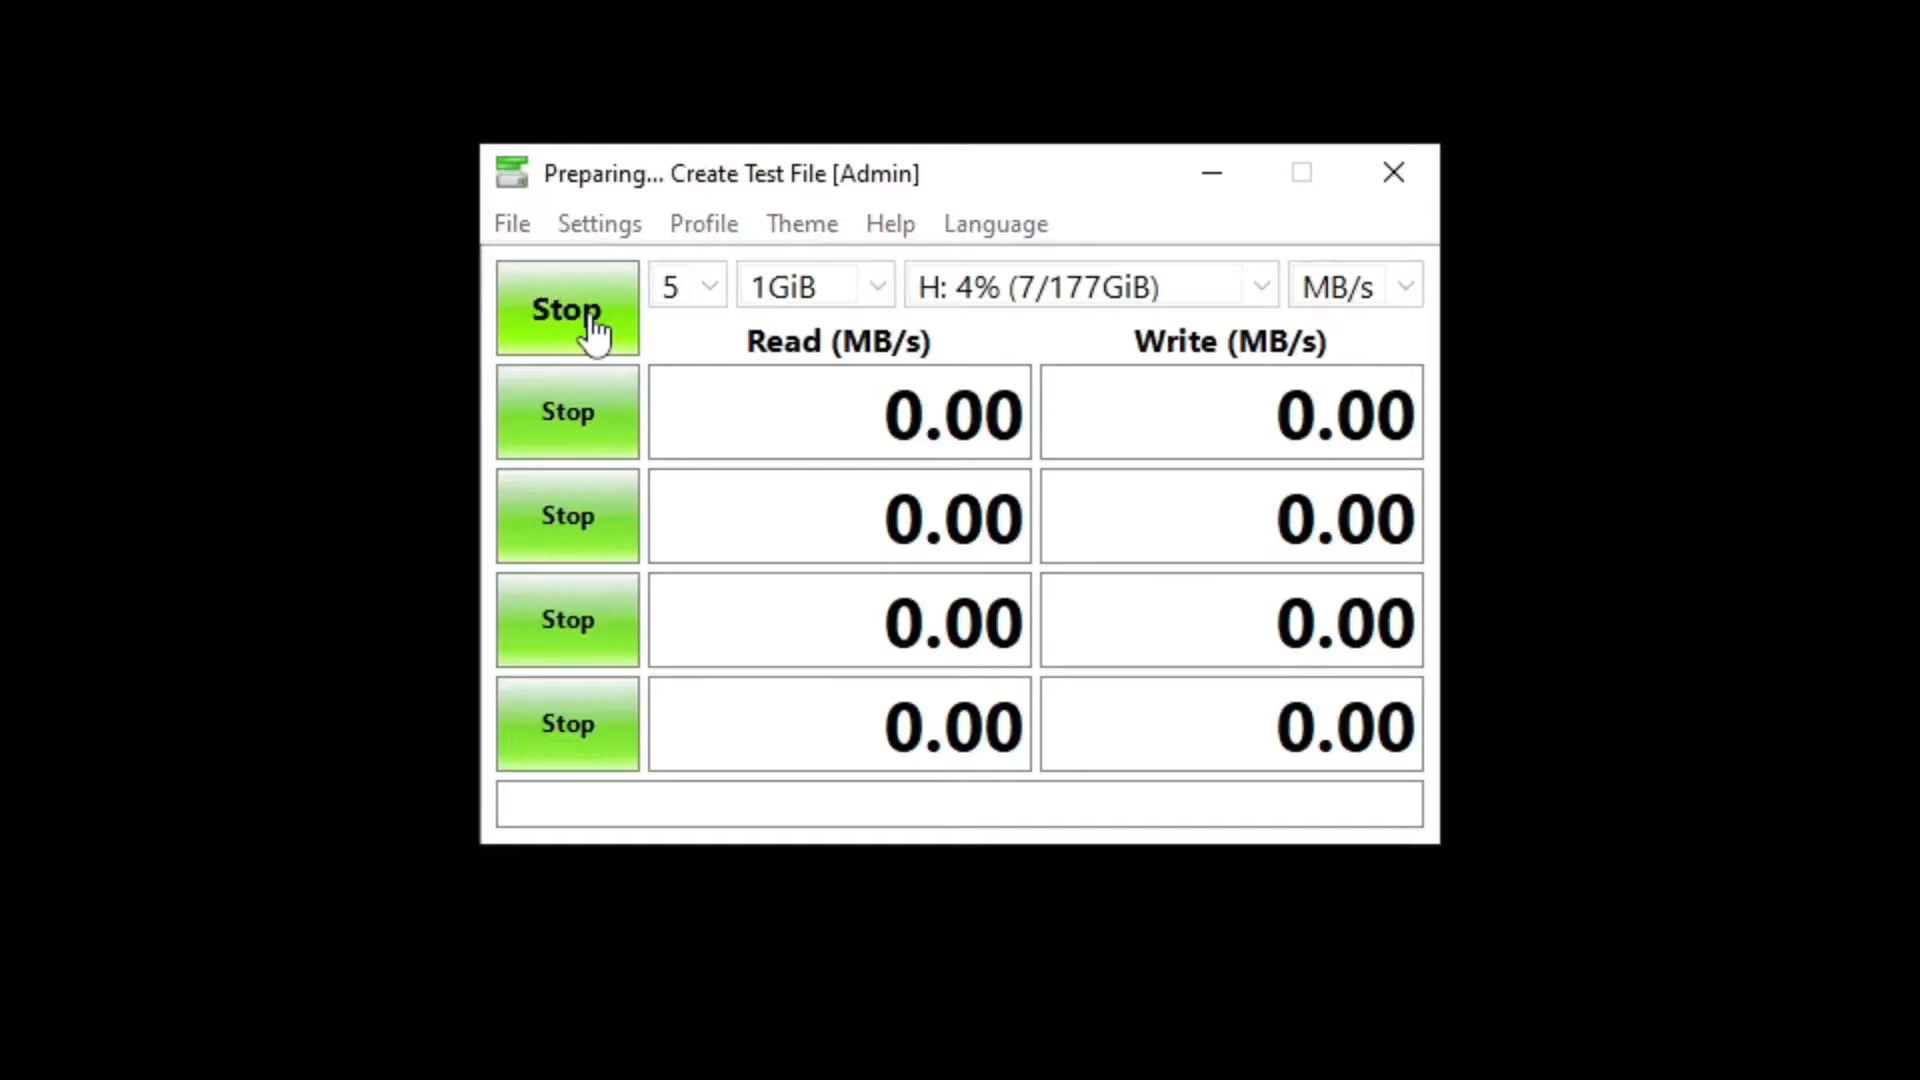 Preparing... Create Test File [Admin]
File Settings Profile Theme Help Language
Stop 5 1GiB H: 4% (7/177GiB) MB/s
Read (MB/s) Write (MB/s)
Stop 0.00 0.00
Stop 0.00 0.00
Stop 0.00 0.00
Stop 0.00 0.00